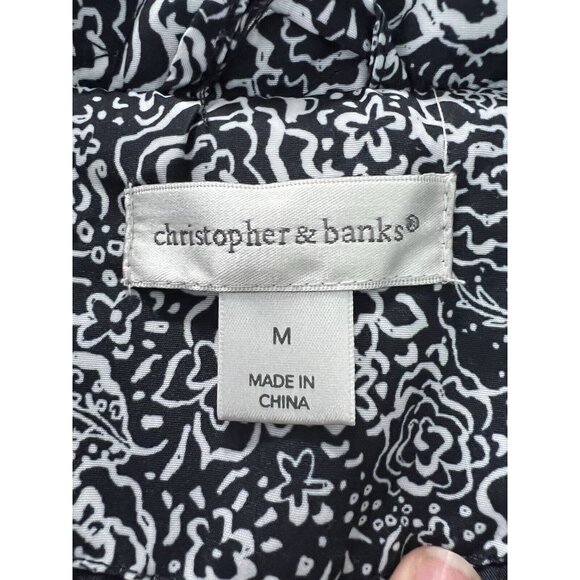 christopher & banks®
M
MADE IN
CHINA